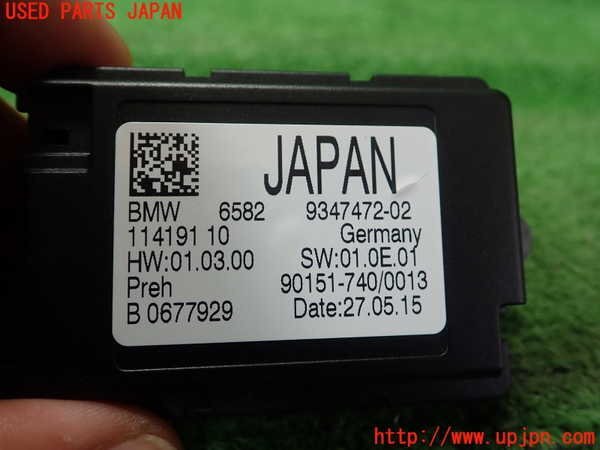 USED PARTS JAPAN
JAPAN
BMW 6582 9347472-02
114191 10 Germany
HW:01.03.00 SW:01.0E.01
Preh 90151-740/0013
B 0677929 Date:27.05.15
http://www.upjpn.com/